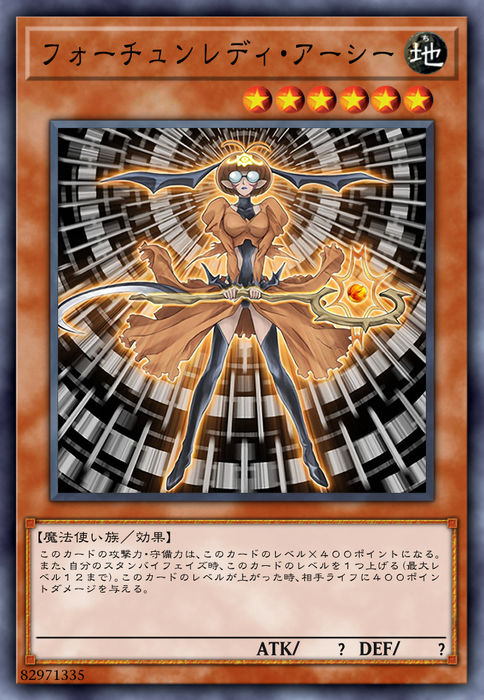 フォーチュンレディ・アーシー
ち
地
【魔法使い族／効果】
このカードの攻撃力・守備力は、このカードのレベル×４００ポイントになる。
また、自分のスタンバイフェイズ時、このカードのレベルを１つ上げる(最大レ
ベル１２まで)。このカードのレベルが上がった時、相手ライフに４００ポイン
トダメージを与える。
ATK/ ? DEF/ ?
82971335